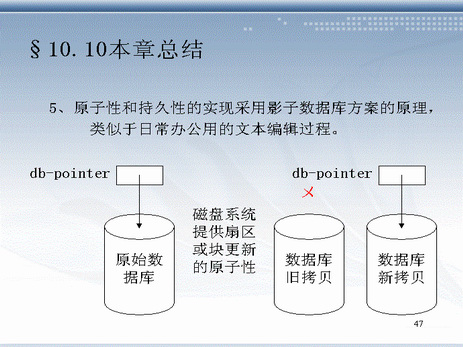 §10.10本章总结
5、原子性和持久性的实现采用影子数据库方案的原理，
类似于日常办公用的文本编辑过程。
db-pointer
db-pointer
磁盘系统
提供扇区
或块更新
的原子性
原始数
据库
数据库
旧拷贝
数据库
新拷贝
47